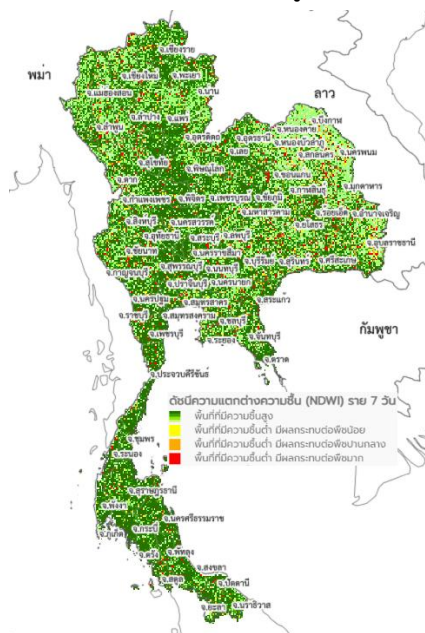 จ.เชียงราย
พม่า
จ.เชียงใหม่
จ.พะเยา
ลาว
จ.แม่ฮ่องสอน
จ.น่าน
จ.ลำปาง
จ.แพร่
จ.บึงกาฬ
จ.ลำพูน
จ.อุตรดิตถ์
จ.อุดรธานี
จ.หนองคาย
จ.หนองบัวลำภู
จ.นครพนม
จ.เลย
จ.สกลนคร
จ.สุโขทัย
จ.พิษณุโลก
จ.ขอนแก่น
จ.ตาก
จ.กาฬสินธุ์
จ.มุกดาหาร
จ.กำแพงเพชร
จ.พิจิตร
จ.เพชรบูรณ์
จ.ชัยภูมิ
จ.มหาสารคาม
จ.ร้อยเอ็ด
จ.อำนาจเจริญ
จ.สิงหบุรี
จ.นครสวรรค์
จ.ยโสธร
จ.อุทัยธานี
จ.สระบุรี
จ.ลพบุรี
จ.อุบลราชธานี
จ.ชัยนาท
จ.นครราชสีมา
จ.บุรีรัมย์
จ.สุรินทร์
จ.ศรีสะเกษ
จ.กาญจนบุรี
จ.สุพรรณบุรี
จ.นนทบุรี
จ.ปราจีนบุรี
จ.นครนายก
จ.นครปฐม
จ.สมุทรสาคร
จ.สระแก้ว
จ.ราชบุรี
จ.สมุทรสงคราม
จ.ชลบุรี
กัมพูชา
จ.เพชรบุรี
จ.ระยอง
จ.จันทบุรี
จ.ตราด
จ.ประจวบคีรีขันธ์
ดัชนีความแตกต่างความชื้น (NDWI) ราย 7 วัน
พื้นที่ที่มีความชื้นสูง
พื้นที่ที่มีความชื้นต่ำ มีผลกระทบต่อพืชน้อย
พื้นที่ที่มีความชื้นต่ำ มีผลกระทบต่อพืชปานกลาง
พื้นที่ที่มีความชื้นต่ำ มีผลกระทบต่อพืชมาก
จ.ชุมพร
จ.ระนอง
จ.สุราษฎร์ธานี
จ.พังงา
จ.นครศรีธรรมราช
จ.กระบี่
จ.ภูเก็ต
จ.ตรัง
จ.พัทลุง
จ.สงขลา
จ.สตูล
จ.ปัตตานี
จ.ยะลา
จ.นราธิวาส